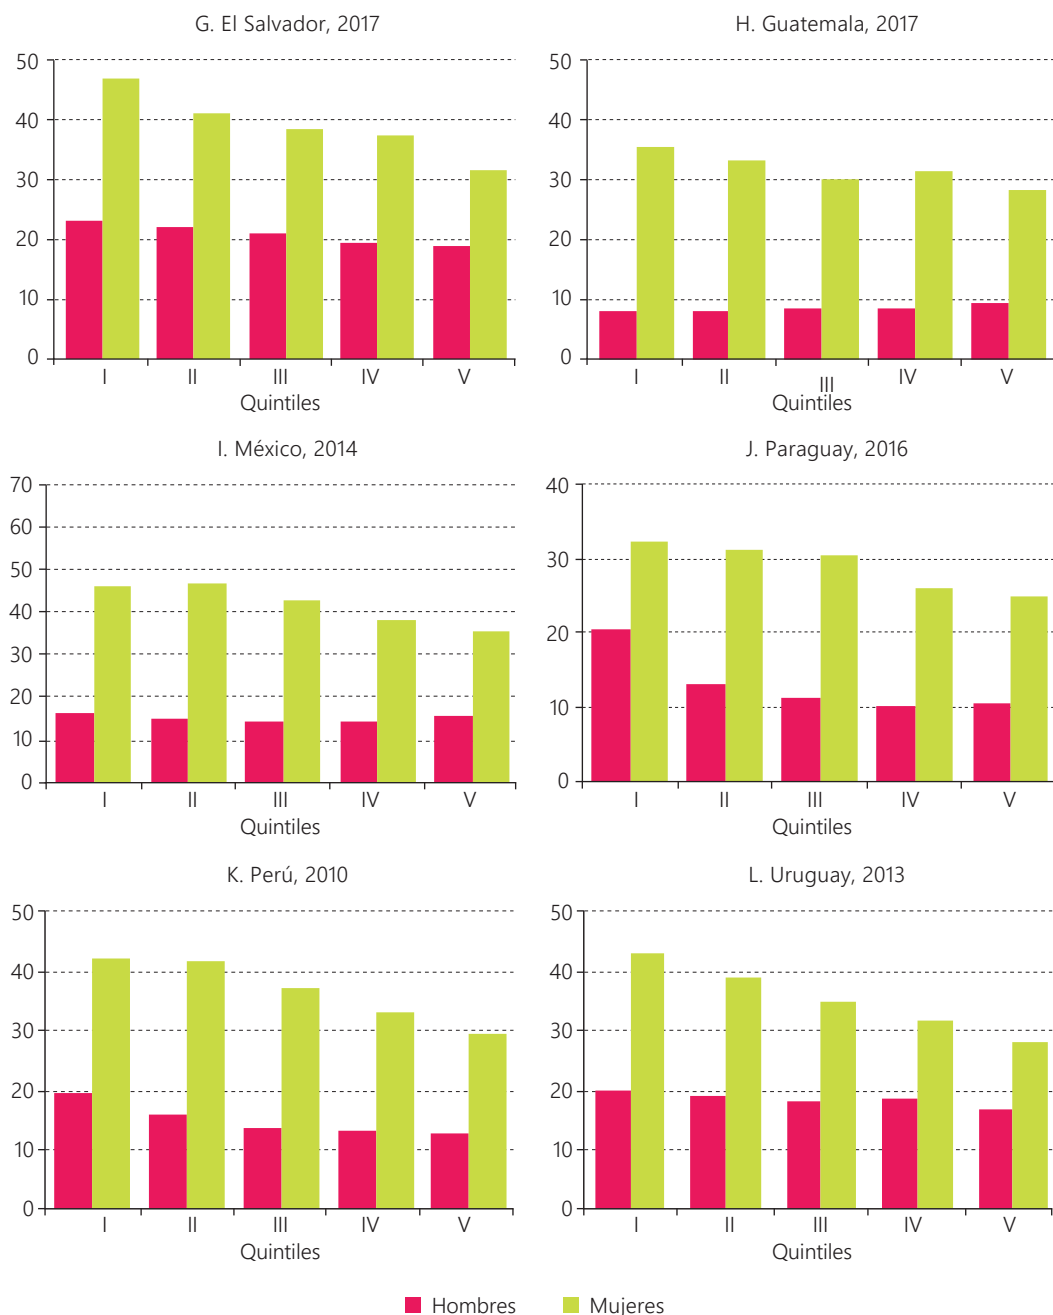 G. El Salvador, 2017
50
40
30
20
10
0
I II III IV V
Quintiles
H. Guatemala, 2017
50
40
30
20
10
0
I II III IV V
Quintiles
I. México, 2014
70
60
50
40
30
20
10
0
I II III IV V
Quintiles
J. Paraguay, 2016
40
30
20
10
0
I II III IV V
Quintiles
K. Perú, 2010
50
40
30
20
10
0
I II III IV V
Quintiles
L. Uruguay, 2013
50
40
30
20
10
0
I II III IV V
Quintiles
Hombres Mujeres